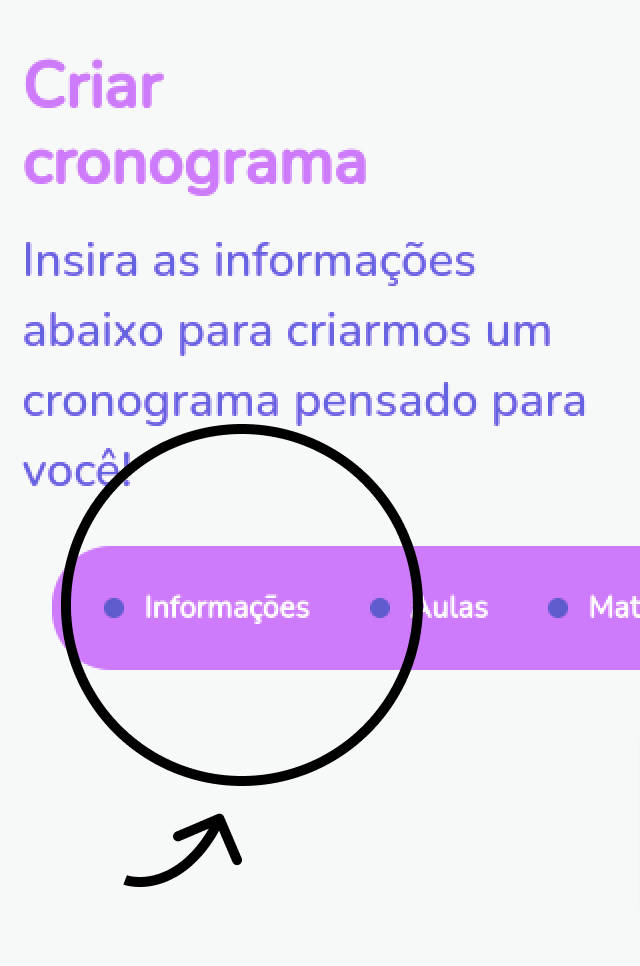 Criar
cronograma
Insira as informações
abaixo para criarmos um
cronograma pensado para
você!
Informações Aulas Mat